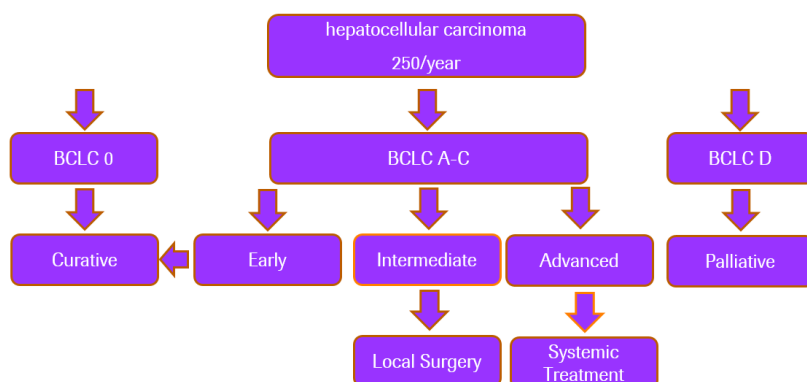 hepatocellular carcinoma
250/year
BCLC 0
BCLC A-C
BCLC D
Curative
Early
Intermediate
Advanced
Palliative
Local Surgery
Systemic
Treatment